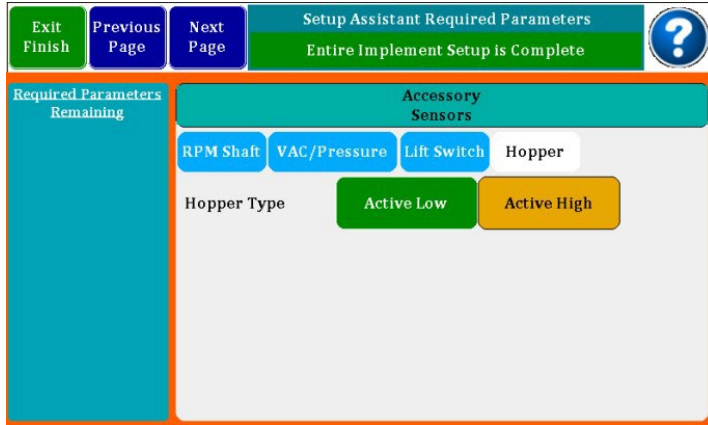 Exit
Finish
Previous
Page
Next
Page
Setup Assistant Required Parameters
Entire Implement Setup is Complete
?
Required Parameters
Remaining
Accessory
Sensors
RPM Shaft
VAC/Pressure
Lift Switch
Hopper
Hopper Type
Active Low
Active High